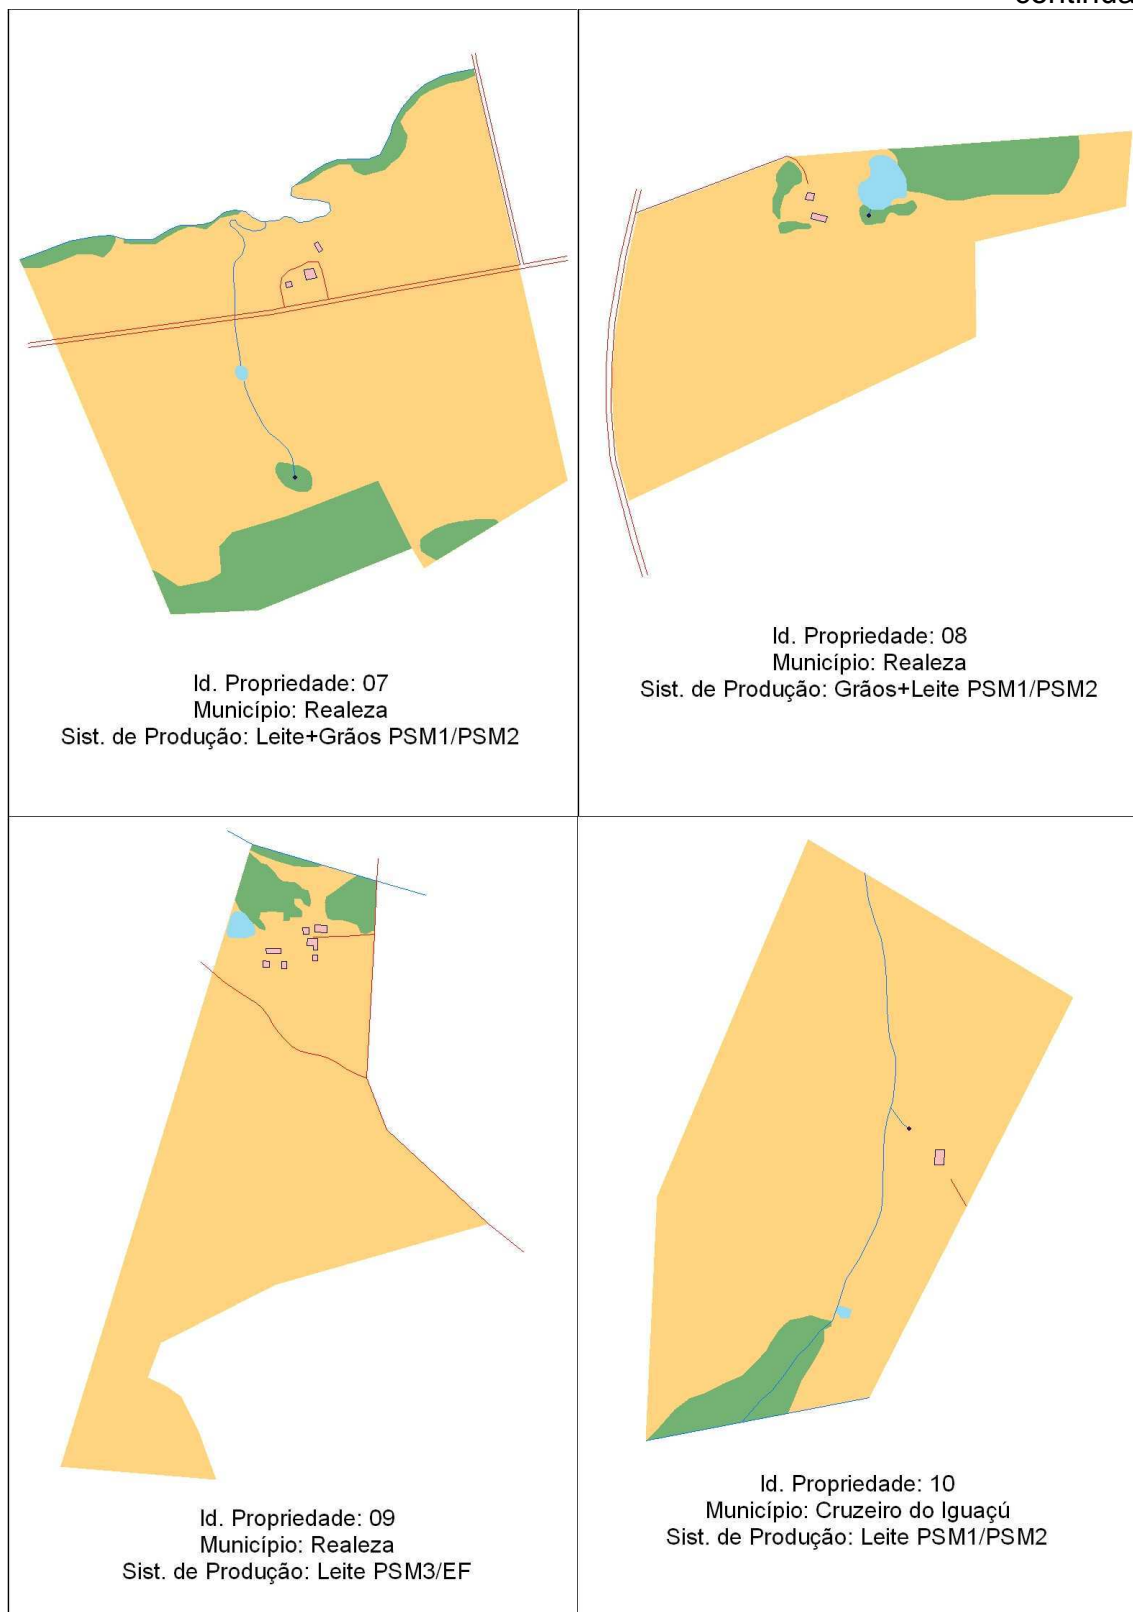 Id. Propriedade: 07
Município: Realeza
Sist. de Produção: Leite+Grãos PSM1/PSM2
Id. Propriedade: 08
Município: Realeza
Sist. de Produção: Grãos+Leite PSM1/PSM2
Id. Propriedade: 09
Município: Realeza
Sist. de Produção: Leite PSM3/EF
Id. Propriedade: 10
Município: Cruzeiro do Iguaçú
Sist. de Produção: Leite PSM1/PSM2